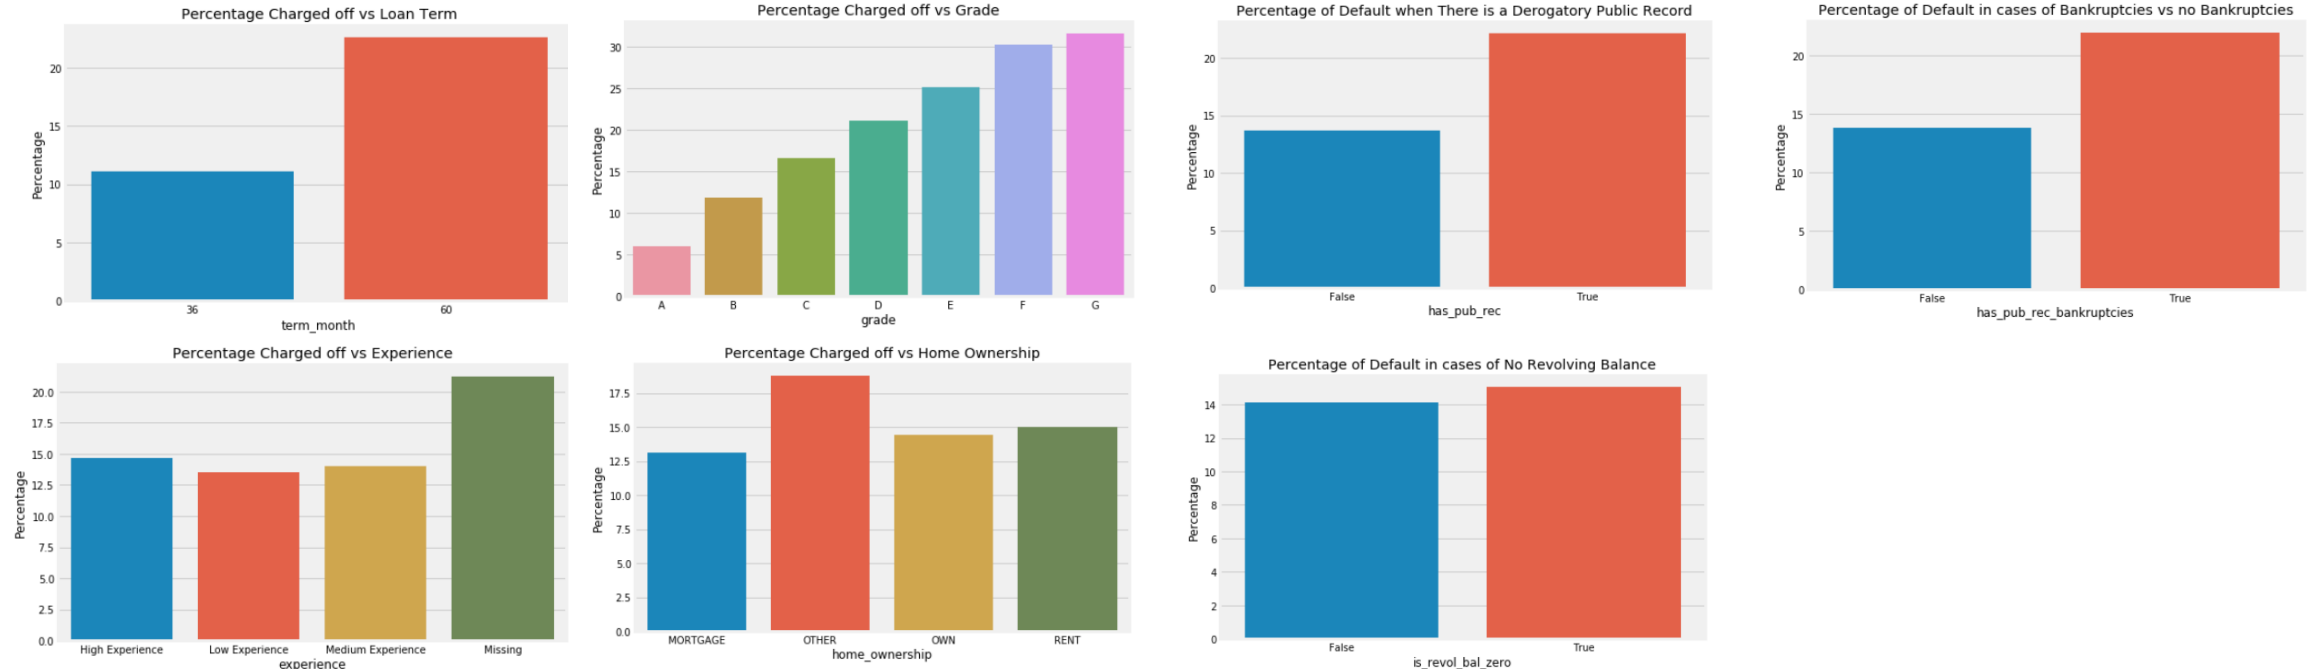 Percentage Charged off vs Loan Term
Percentage
20
15
10
5
0
36 60
term_month
Percentage Charged off vs Grade
Percentage
30
25
20
15
10
5
0
A B C D E F G
grade
Percentage of Default when There is a Derogatory Public Record
Percentage
20
15
10
5
0
False True
has_pub_rec
Percentage of Default in cases of Bankruptcies vs no Bankruptcies
Percentage
20
15
10
5
0
False True
has_pub_rec_bankruptcies
Percentage Charged off vs Experience
Percentage
20.0
17.5
15.0
12.5
10.0
7.5
5.0
2.5
0.0
High Experience Low Experience Medium Experience Missing
experience
Percentage Charged off vs Home Ownership
Percentage
17.5
15.0
12.5
10.0
7.5
5.0
2.5
0.0
MORTGAGE OTHER OWN RENT
home_ownership
Percentage of Default in cases of No Revolving Balance
Percentage
14
12
10
8
6
4
2
0
False True
is_revol_bal_zero